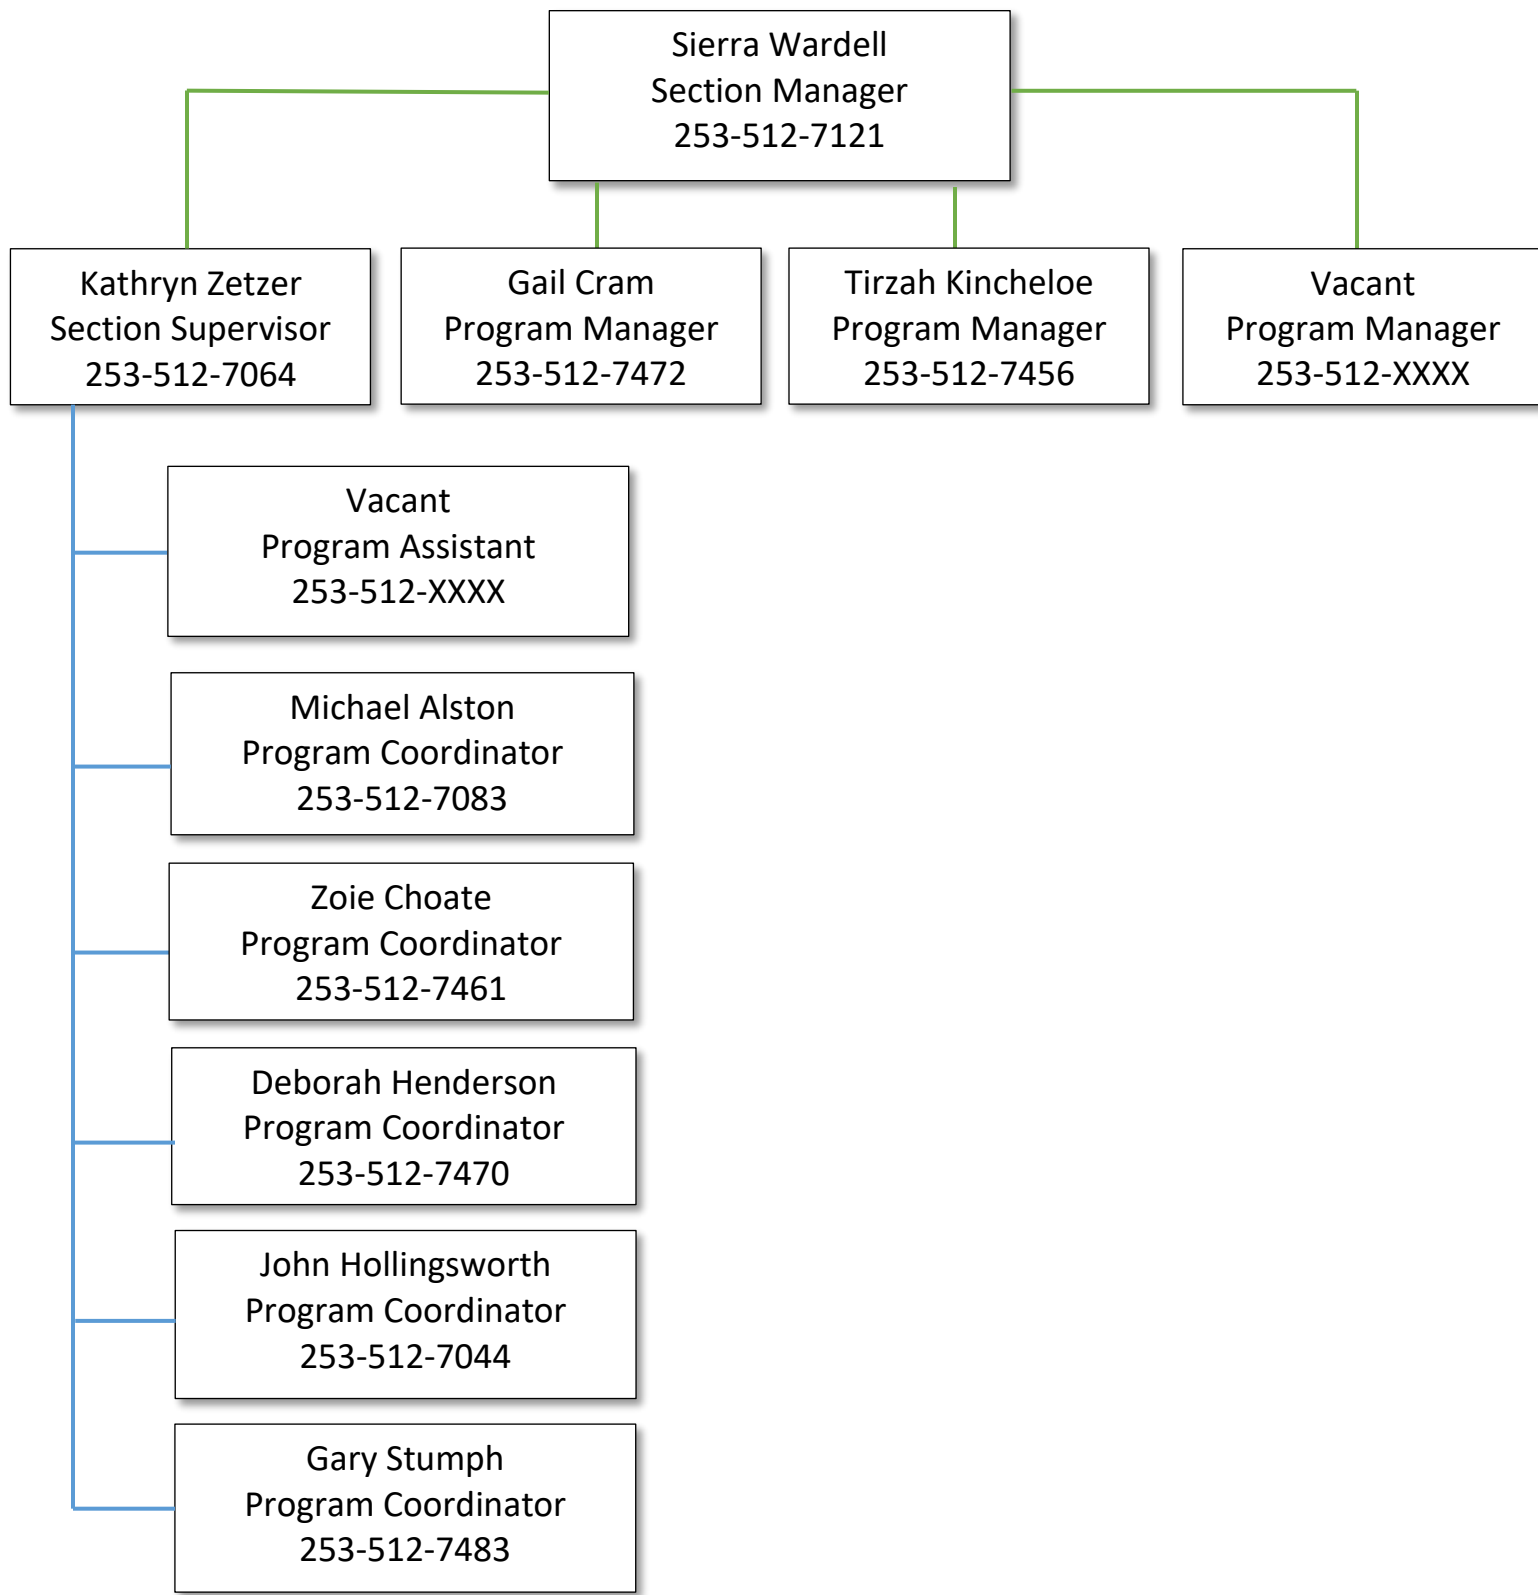 Sierra Wardell
Section Manager
253-512-7121
Kathryn Zetzer
Section Supervisor
253-512-7064
Gail Cram
Program Manager
253-512-7472
Tirzah Kincheloe
Program Manager
253-512-7456
Vacant
Program Manager
253-512-XXXX
Vacant
Program Assistant
253-512-XXXX
Michael Alston
Program Coordinator
253-512-7083
Zoie Choate
Program Coordinator
253-512-7461
Deborah Henderson
Program Coordinator
253-512-7470
John Hollingsworth
Program Coordinator
253-512-7044
Gary Stumph
Program Coordinator
253-512-7483